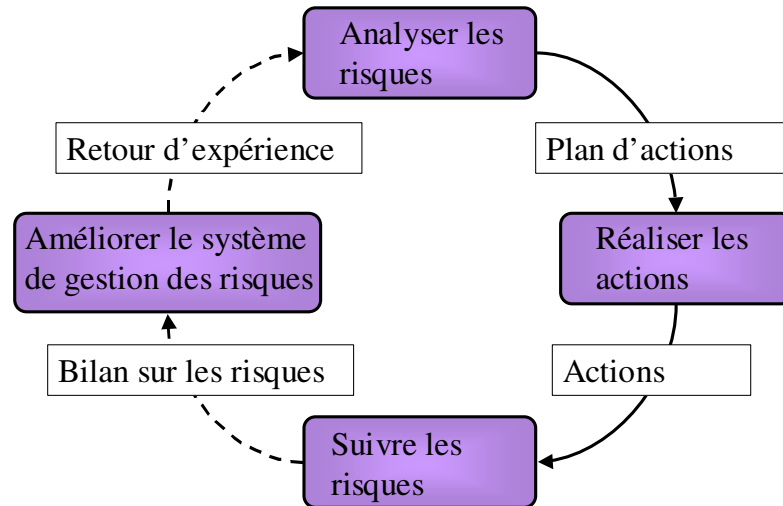 Analyser les
risques
Retour d’expérience
Plan d’actions
Améliorer le système
de gestion des risques
Réaliser les
actions
Bilan sur les risques
Actions
Suivre les
risques